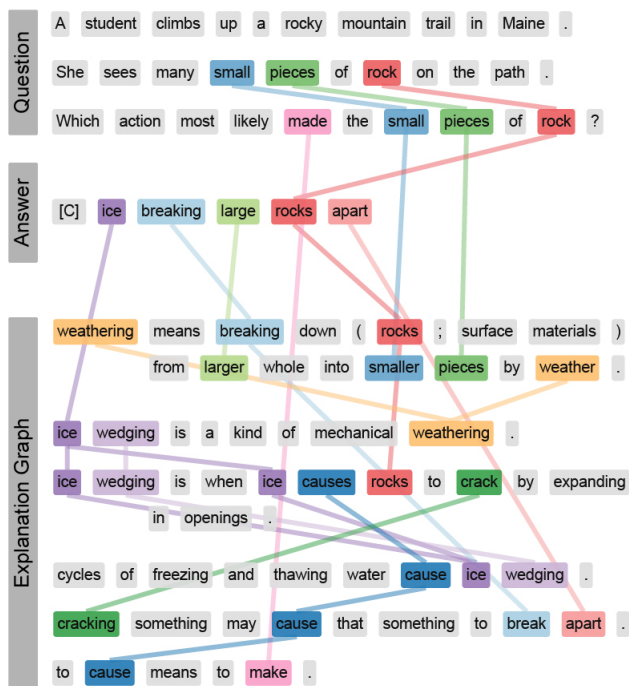 Question
A student climbs up a rocky mountain trail in Maine .
She sees many small pieces of rock on the path .
Which action most likely made the small pieces of rock ?
Answer
[C] ice breaking large rocks apart
Explanation Graph
weathering means breaking down ( rocks ; surface materials )
from larger whole into smaller pieces by weather .
ice wedging is a kind of mechanical weathering .
ice wedging is when ice causes rocks to crack by expanding
in openings .
cycles of freezing and thawing water cause ice wedging .
cracking something may cause that something to break apart .
to cause means to make .